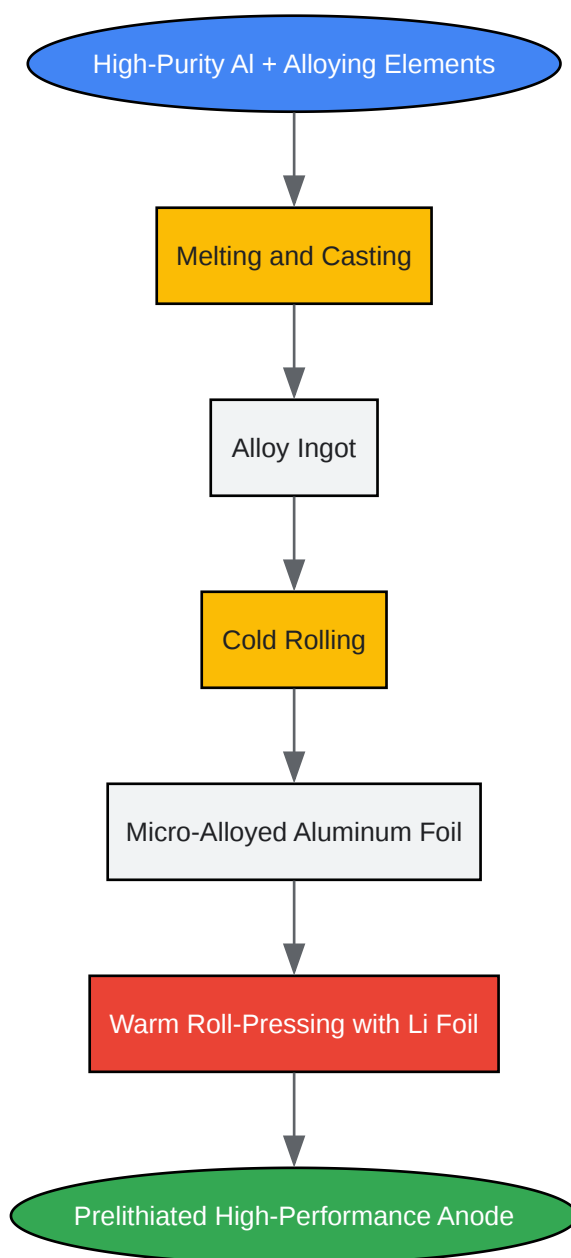 High-Purity Al + Alloying Elements
Melting and Casting
Alloy Ingot
Cold Rolling
Micro-Alloyed Aluminum Foil
Warm Roll-Pressing with Li Foil
Prelithiated High-Performance Anode